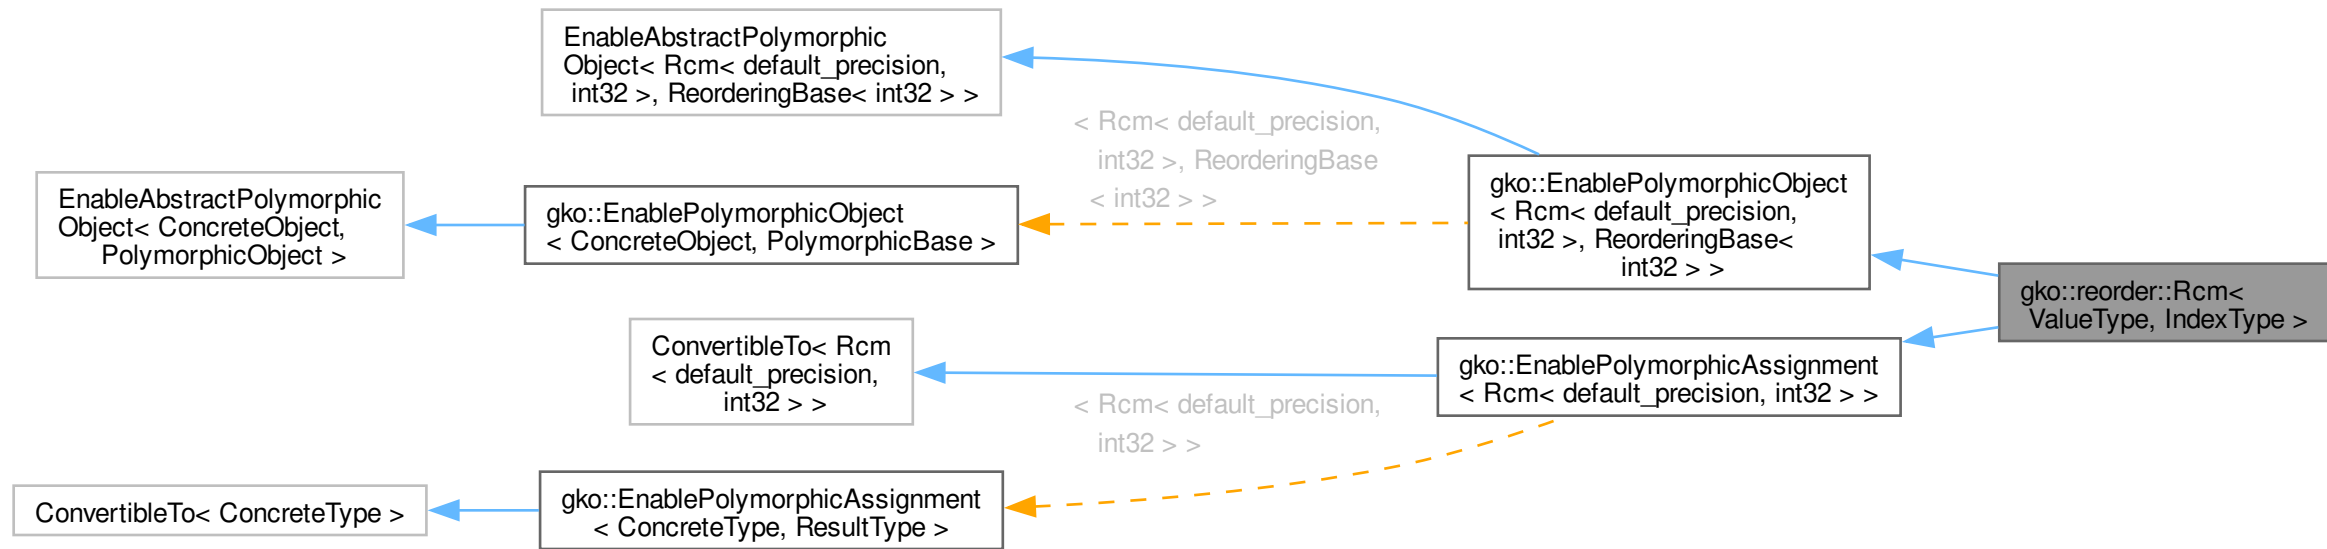 EnableAbstractPolymorphic
Object< Rcm< default_precision,
int32 >, ReorderingBase< int32 > >
< Rcm< default_precision,
int32 >, ReorderingBase
< int32 > >
EnableAbstractPolymorphic
Object< ConcreteObject,
PolymorphicObject >
gko::EnablePolymorphicObject
< ConcreteObject, PolymorphicBase >
gko::EnablePolymorphicObject
< Rcm< default_precision,
int32 >, ReorderingBase<
int32 > >
gko::reorder::Rcm<
ValueType, IndexType >
ConvertibleTo< Rcm
< default_precision,
int32 > >
gko::EnablePolymorphicAssignment
< Rcm< default_precision, int32 > >
< Rcm< default_precision,
int32 > >
ConvertibleTo< ConcreteType >
gko::EnablePolymorphicAssignment
< ConcreteType, ResultType >